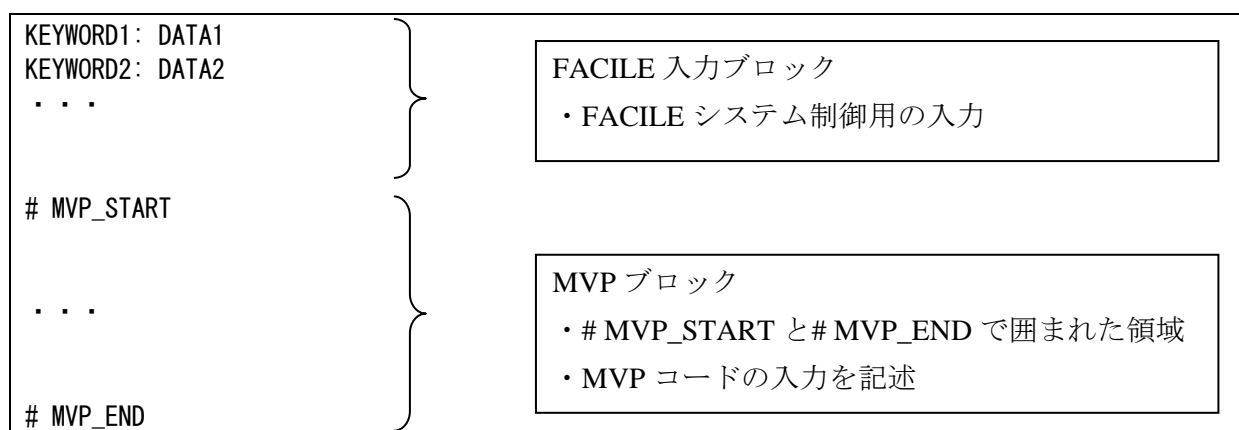 KEYWORD1: DATA1
KEYWORD2: DATA2
・・・
FACILE 入力ブロック
・FACILE システム制御用の入力
# MVP_START
・・・
# MVP_END
MVP ブロック
・# MVP_START と# MVP_END で囲まれた領域
・MVP コードの入力を記述